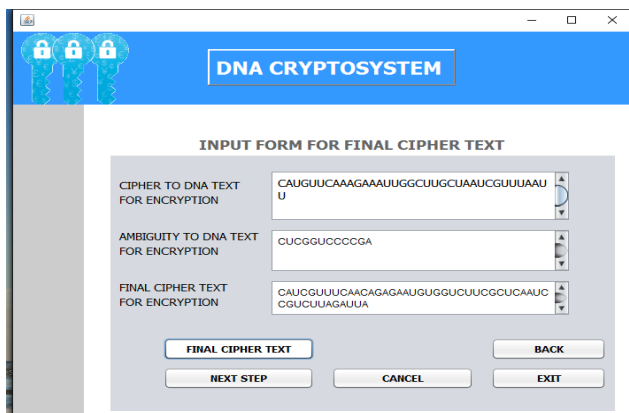 DNA CRYPTOSYSTEM
INPUT FORM FOR FINAL CIPHER TEXT
CIPHER TO DNA TEXT
FOR ENCRYPTION
CAUGUUCAAAGAAAUUGGCUUGCUAAUCGUUUAAU
U
AMBIGUITY TO DNA TEXT
FOR ENCRYPTION
CUCGGUCCCCGA
FINAL CIPHER TEXT
FOR ENCRYPTION
CAUCGUUUCAACAGAGAAUGUGGUCUUCGCUCAAUC
CGUCUUAGAUUA
FINAL CIPHER TEXT
BACK
NEXT STEP
CANCEL
EXIT